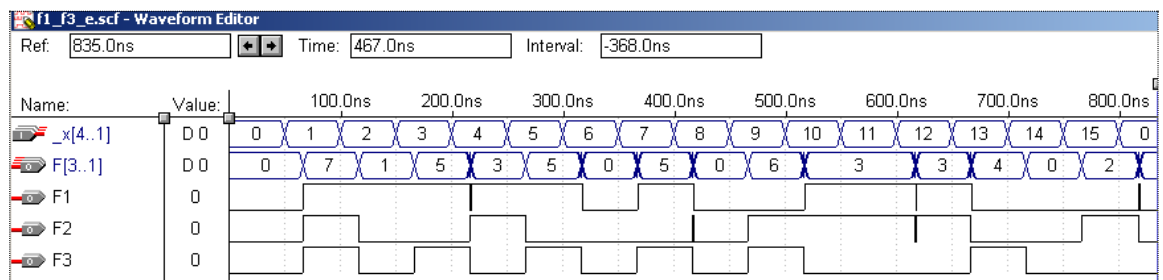 f1_f3_e.scf - Waveform Editor
Ref: 835.0ns Time: 467.0ns Interval: -368.0ns
Name: Value: 100.0ns 200.0ns 300.0ns 400.0ns 500.0ns 600.0ns 700.0ns 800.0ns
_x[4..1] D 0 0 1 2 3 4 5 6 7 8 9 10 11 12 13 14 15 0
F[3..1] D 0 0 7 1 5 3 5 0 5 0 6 3 3 4 0 2
F1 0
F2 0
F3 0